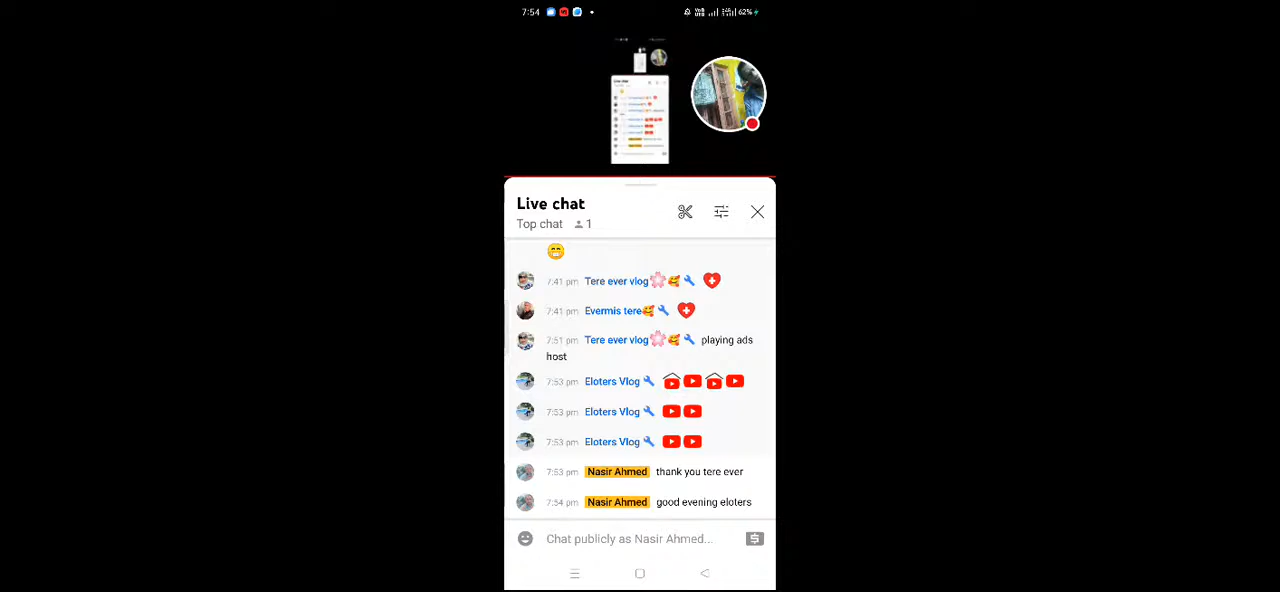 7:54 62%
Live chat
Top chat 1
7:41 pm Tere ever vlog
7:41 pm Evermis tere
7:51 pm Tere ever vlog playing ads
host
7:53 pm Eloters Vlog
7:53 pm Eloters Vlog
7:53 pm Eloters Vlog
7:53 pm Nasir Ahmed thank you tere ever
7:54 pm Nasir Ahmed good evening eloters
Chat publicly as Nasir Ahmed...